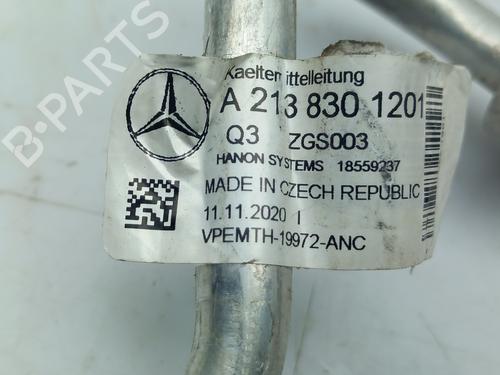 Kaeltemittelleitung
A 213 830 1201
Q3 ZGS003
HANON SYSTEMS 18559237
MADE IN CZECH REPUBLIC
11.11.2020 I
VPEMTH-19972-ANC
B-PARTS